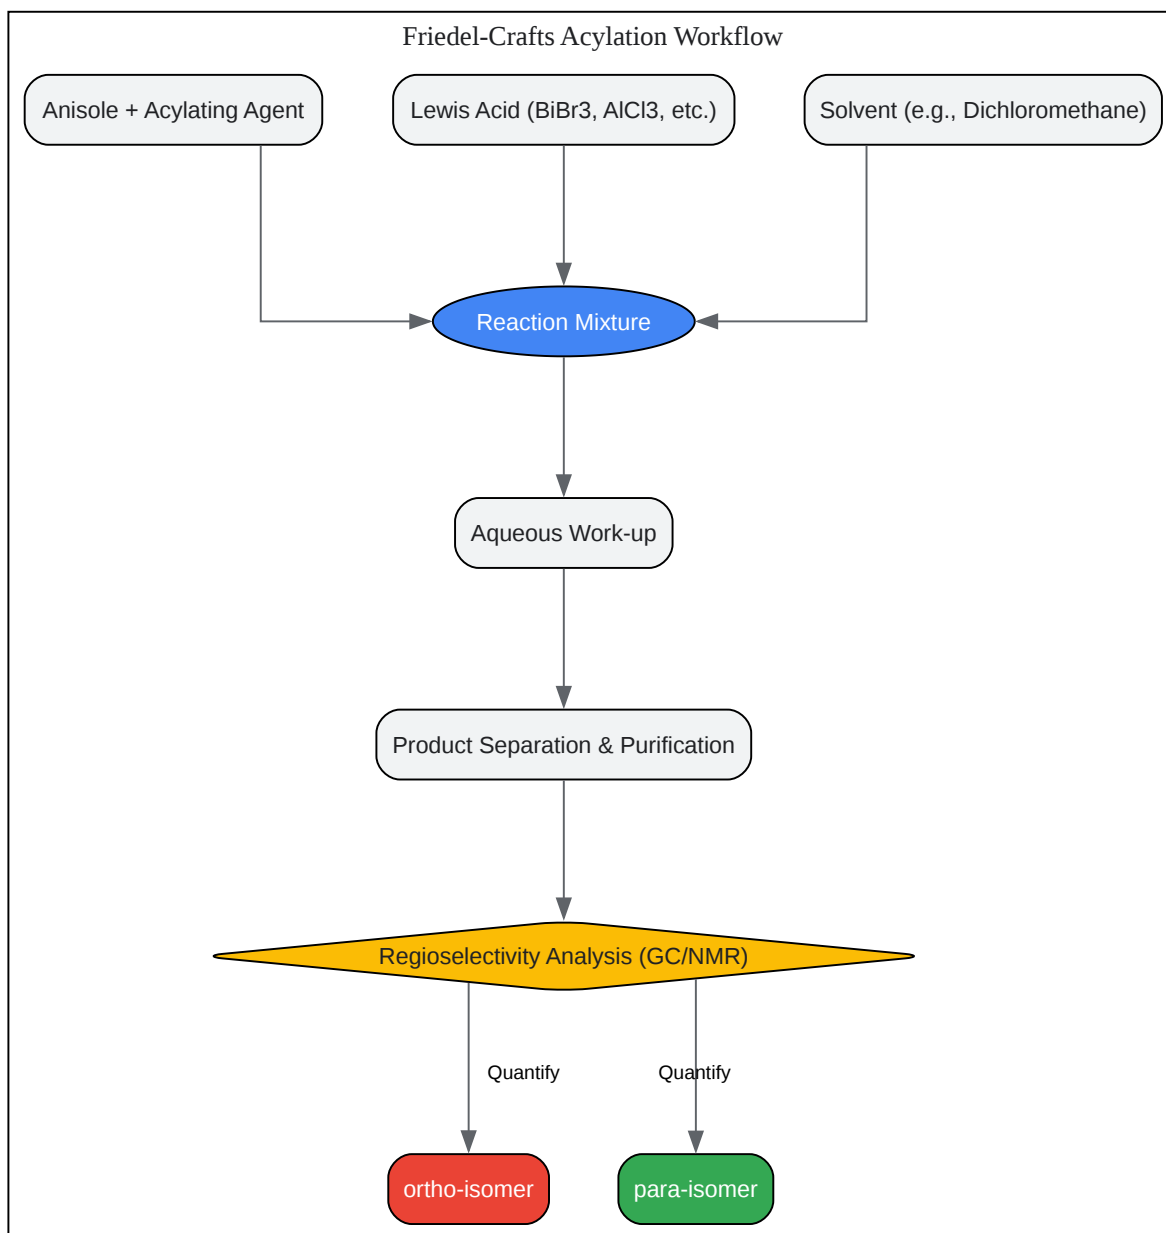 Friedel-Crafts Acylation Workflow
Anisole + Acylating Agent
Lewis Acid (BiBr3, AlCl3, etc.)
Solvent (e.g., Dichloromethane)
Reaction Mixture
Aqueous Work-up
Product Separation & Purification
Regioselectivity Analysis (GC/NMR)
Quantify
Quantify
ortho-isomer
para-isomer